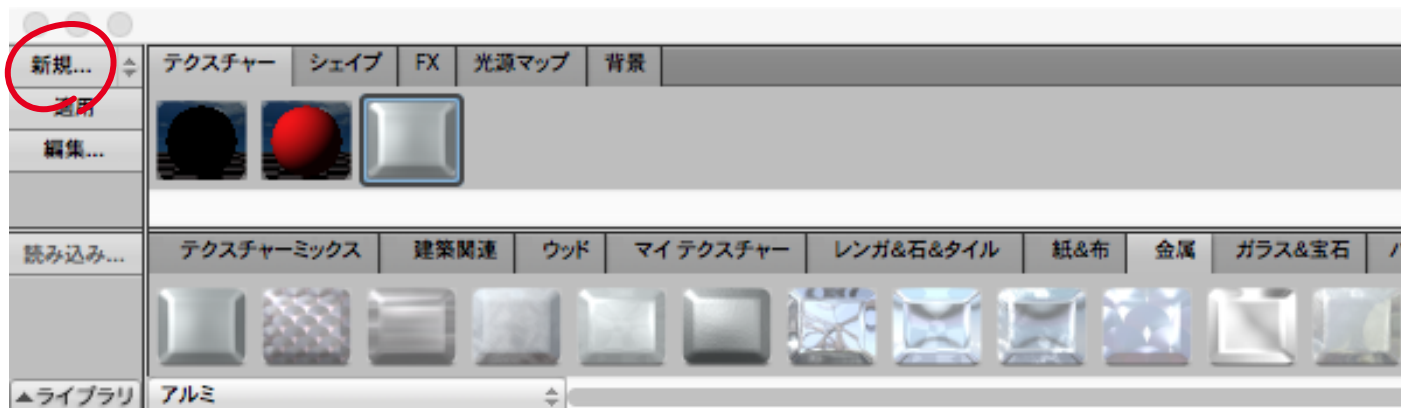 新規...
テクスチャー シェイプ FX 光源マップ 背景
適用
編集...
読み込み...
テクスチャーミックス 建築関連 ウッド マイ テクスチャー レンガ&石&タイル 紙&布 金属 ガラス&宝石
▲ライブラリ
アルミ